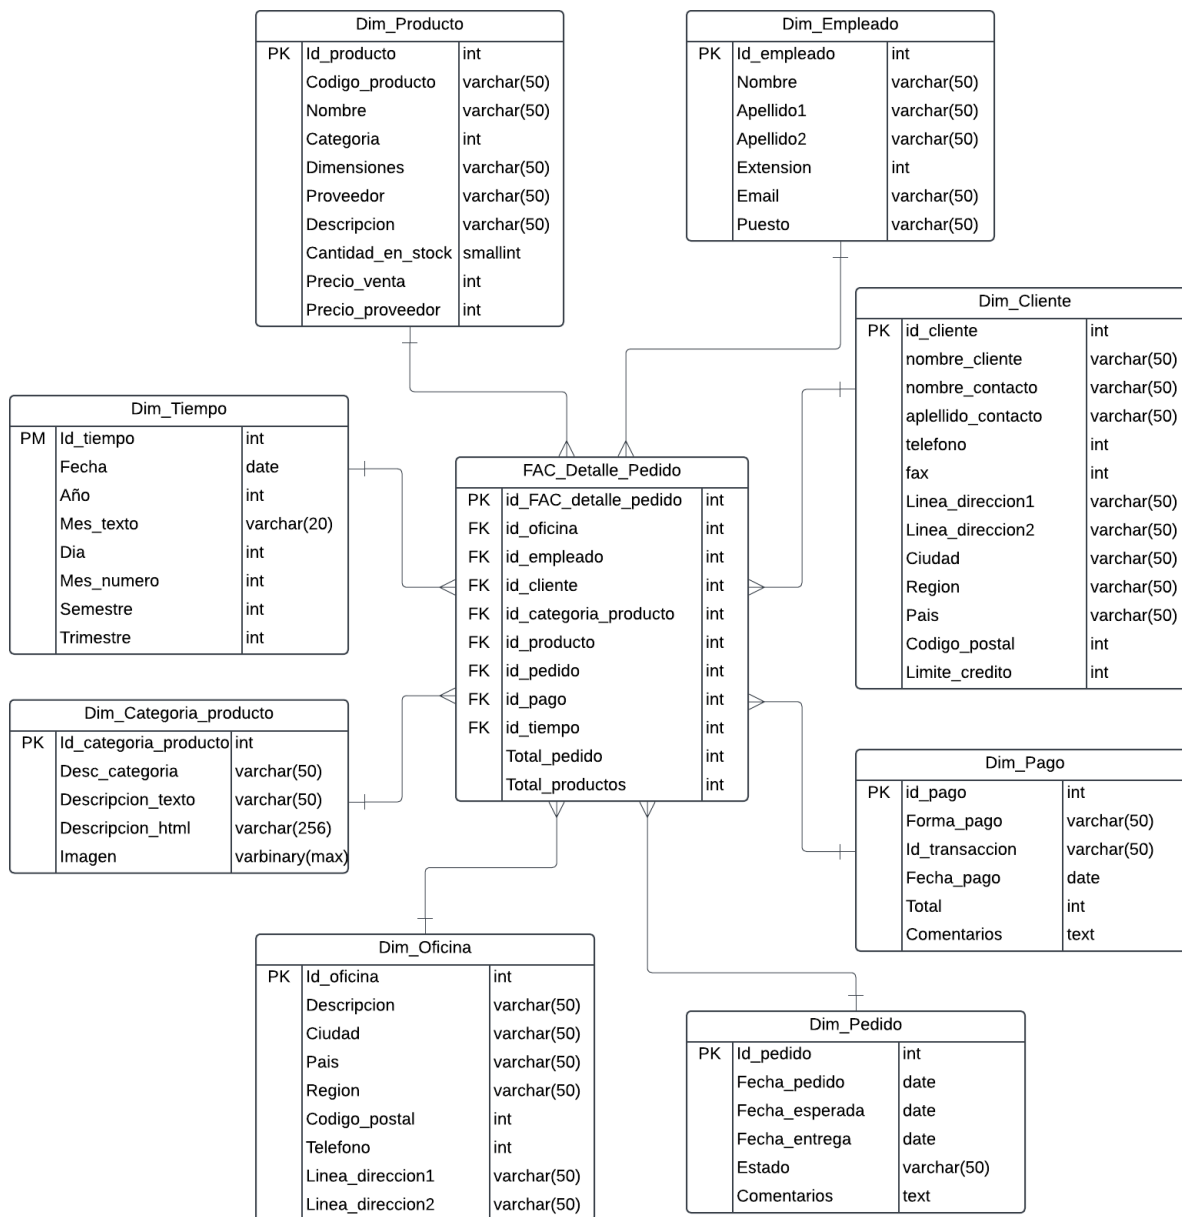 Dim_Producto
PK Id_producto int
Codigo_producto varchar(50)
Nombre varchar(50)
Categoria int
Dimensiones varchar(50)
Proveedor varchar(50)
Descripcion varchar(50)
Cantidad_en_stock smallint
Precio_venta int
Precio_proveedor int
Dim_Empleado
PK Id_empleado int
Nombre varchar(50)
Apellido1 varchar(50)
Apellido2 varchar(50)
Extension int
Email varchar(50)
Puesto varchar(50)
Dim_Cliente
PK id_cliente int
nombre_cliente varchar(50)
nombre_contacto varchar(50)
aplellido_contacto varchar(50)
telefono int
fax int
Linea_direccion1 varchar(50)
Linea_direccion2 varchar(50)
Ciudad varchar(50)
Region varchar(50)
Pais varchar(50)
Codigo_postal int
Limite_credito int
Dim_Tiempo
PM Id_tiempo int
Fecha date
Año int
Mes_texto varchar(20)
Dia int
Mes_numero int
Semestre int
Trimestre int
FAC_Detalle_Pedido
PK id_FAC_detalle_pedido int
FK id_oficina int
FK id_empleado int
FK id_cliente int
FK id_categoria_producto int
FK id_producto int
FK id_pedido int
FK id_pago int
FK id_tiempo int
Total_pedido int
Total_productos int
Dim_Categoria_producto
PK Id_categoria_producto int
Desc_categoria varchar(50)
Descripcion_texto varchar(50)
Descripcion_html varchar(256)
Imagen varbinary(max)
Dim_Pago
PK id_pago int
Forma_pago varchar(50)
Id_transaccion varchar(50)
Fecha_pago date
Total int
Comentarios text
Dim_Oficina
PK Id_oficina int
Descripcion varchar(50)
Ciudad varchar(50)
Pais varchar(50)
Region varchar(50)
Codigo_postal int
Telefono int
Linea_direccion1 varchar(50)
Linea_direccion2 varchar(50)
Dim_Pedido
PK Id_pedido int
Fecha_pedido date
Fecha_esperada date
Fecha_entrega date
Estado varchar(50)
Comentarios text